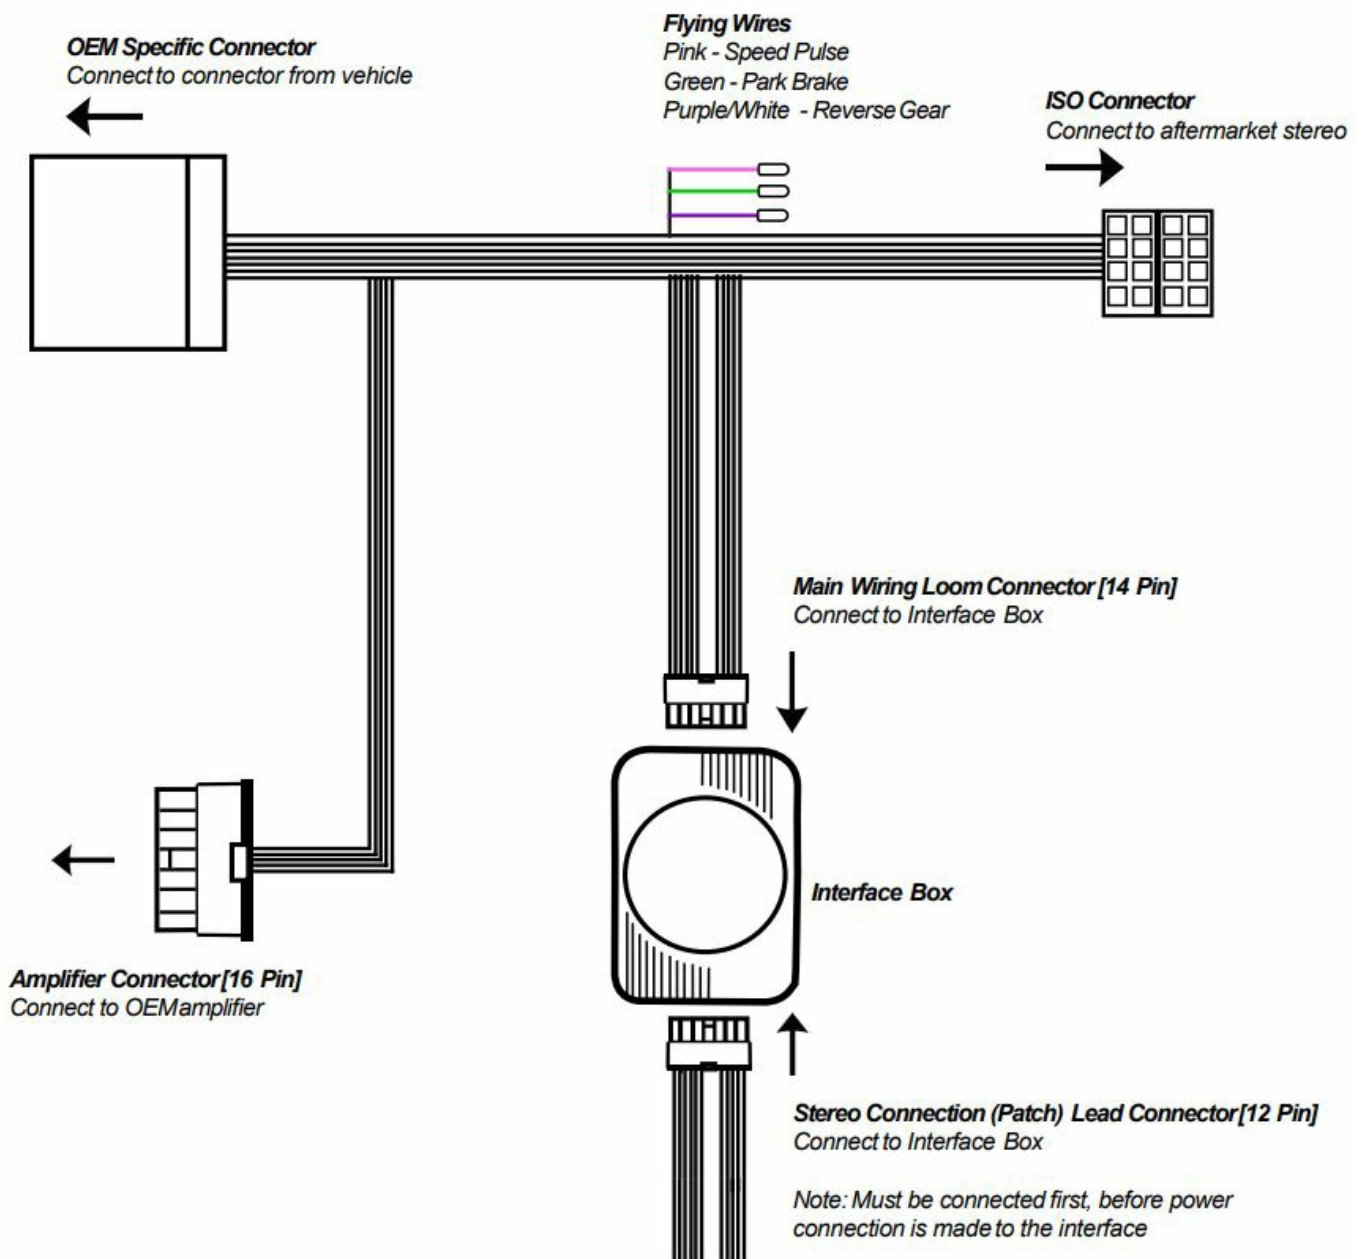 Flying Wires
Pink - Speed Pulse
Green - Park Brake
Purple/White - Reverse Gear
OEM Specific Connector
Connect to connector from vehicle
ISO Connector
Connect to aftermarket stereo
Main Wiring Loom Connector [14 Pin]
Connect to Interface Box
Interface Box
Amplifier Connector [16 Pin]
Connect to OEM amplifier
Stereo Connection (Patch) Lead Connector [12 Pin]
Connect to Interface Box
Note: Must be connected first, before power
connection is made to the interface